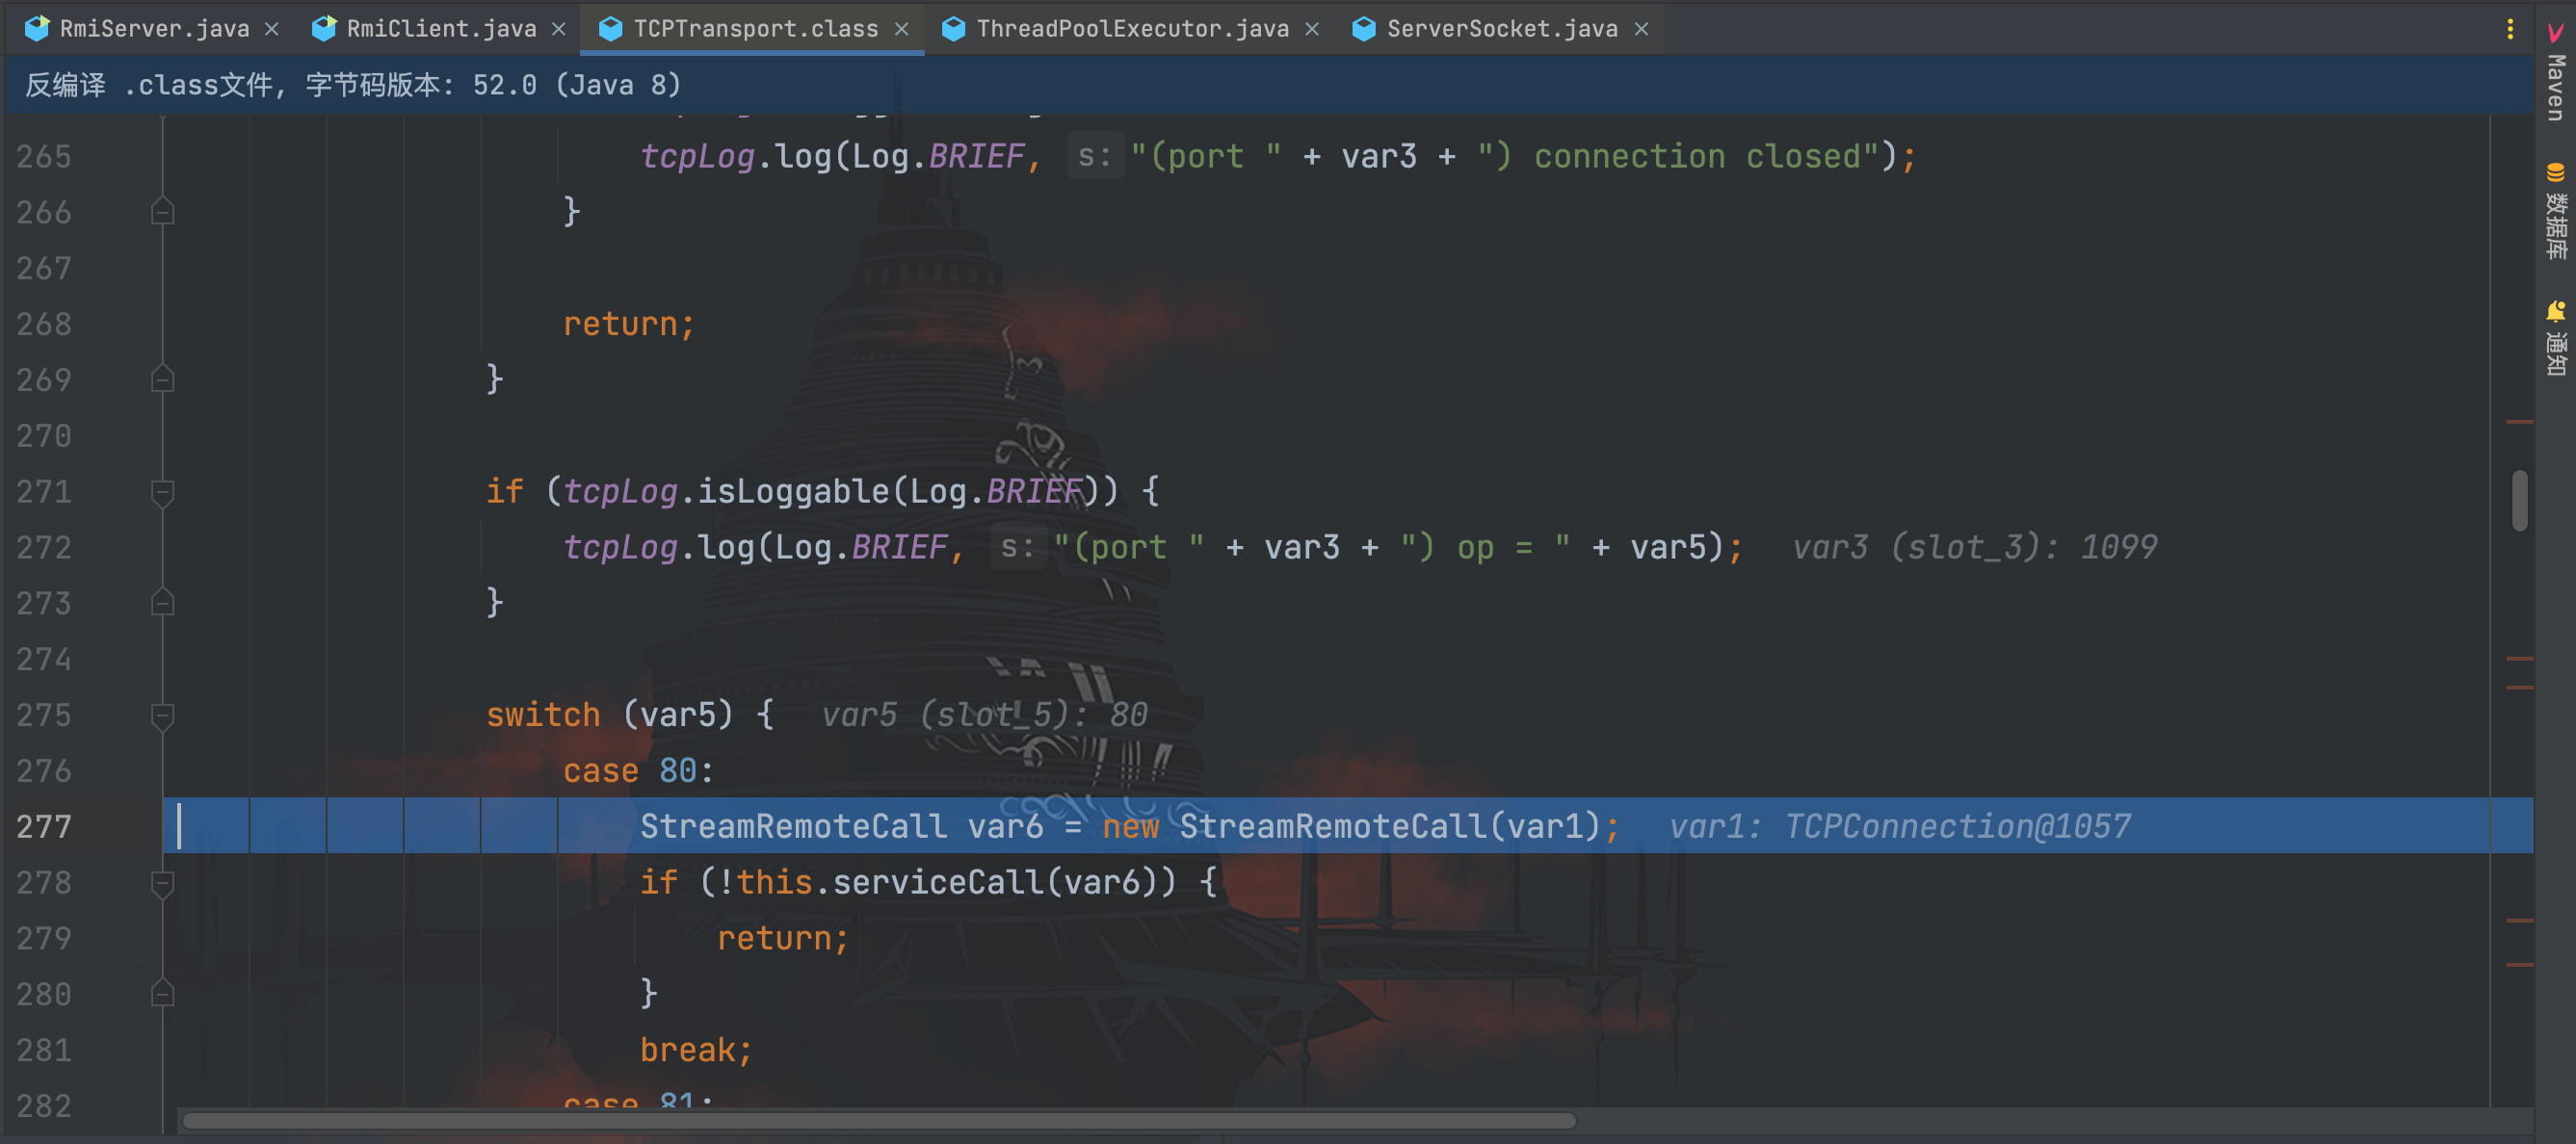 RmiServer.java RmiClient.java TCPTransport.class ThreadPoolExecutor.java ServerSocket.java
反编译 .class文件, 字节码版本: 52.0 (Java 8)
265 tcpLog.log(Log.BRIEF, s: "(port " + var3 + ") connection closed");
266 }
267
268 return;
269 }
270
271 if (tcpLog.isLoggable(Log.BRIEF)) {
272 tcpLog.log(Log.BRIEF, s: "(port " + var3 + ") op = " + var5); var3 (slot_3): 1099
273 }
274
275 switch (var5) { var5 (slot_5): 80
276 case 80:
277 StreamRemoteCall var6 = new StreamRemoteCall(var1); var1: TCPConnection@1057
278 if (!this.serviceCall(var6)) {
279 return;
280 }
281 break;
282 case 81:
Maven
数据库
通知